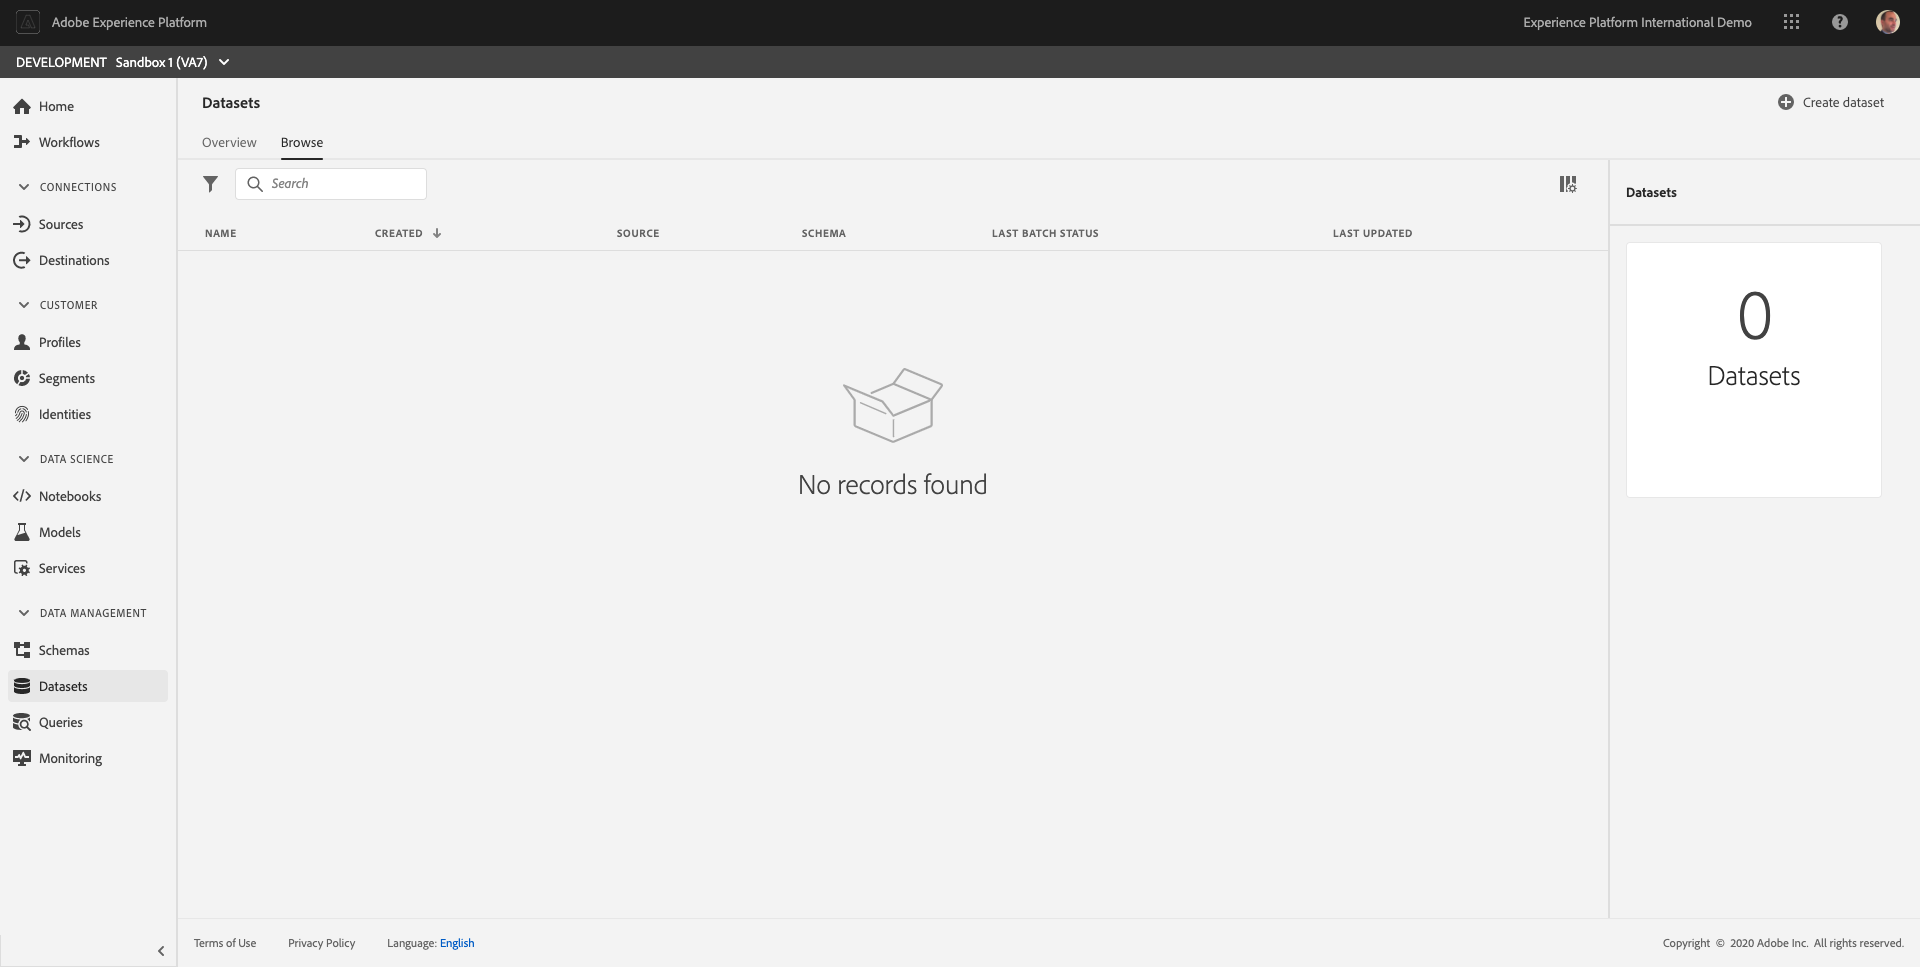 Adobe Experience Platform
Experience Platform International Demo
DEVELOPMENT Sandbox 1 (VA7)
Home
Workflows
CONNECTIONS
Sources
Destinations
CUSTOMER
Profiles
Segments
Identities
DATA SCIENCE
Notebooks
Models
Services
DATA MANAGEMENT
Schemas
Datasets
Queries
Monitoring
Datasets
Create dataset
Overview Browse
Search
NAME CREATED SOURCE SCHEMA LAST BATCH STATUS LAST UPDATED
No records found
Datasets
0
Datasets
Terms of Use Privacy Policy Language: English
Copyright © 2020 Adobe Inc. All rights reserved.